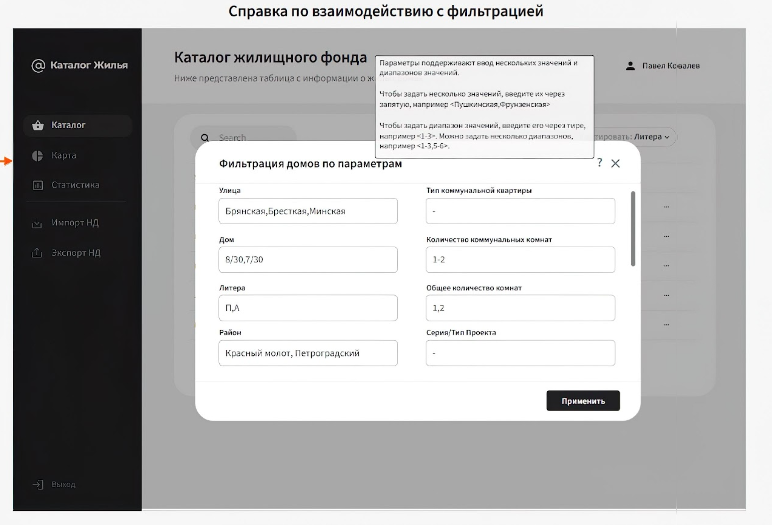 Справка по взаимодействию с фильтрацией
@ Каталог Жилья
Каталог
Карта
Статистика
Импорт НД
Экспорт НД
Выход
Каталог жилищного фонда
Ниже представлена таблица с информации о ж
Павел Ковалев
Параметры поддерживают ввод нескольких значений и
диапазонов значений.
Чтобы задать несколько значений, введите их через
запятую, например <Пушкинская,Фрунзенская>
Чтобы задать диапазон значений, введите его через тире,
например <1-3>. Можно задать несколько диапазонов,
например <1-3,5-6>.
Search
тировать: Литера
Фильтрация домов по параметрам
?
Улица
Брянская,Бресткая,Минская
Тип коммунальной квартиры
-
Дом
8/30,7/30
Количество коммунальных комнат
1-2
Литера
П,А
Общее количество комнат
1,2
Район
Красный молот, Петроградский
Серия/Тип Проекта
-
Применить
...
...
...
...
...